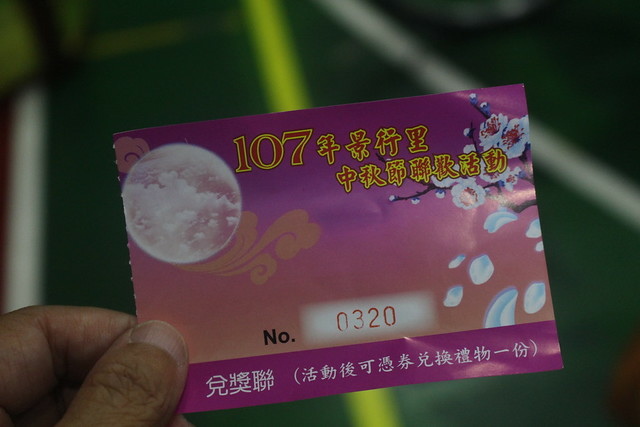 107年景行里
中秋節聯歡活動
No. 0320
兌獎聯 (活動後可憑券兌換禮物一份)